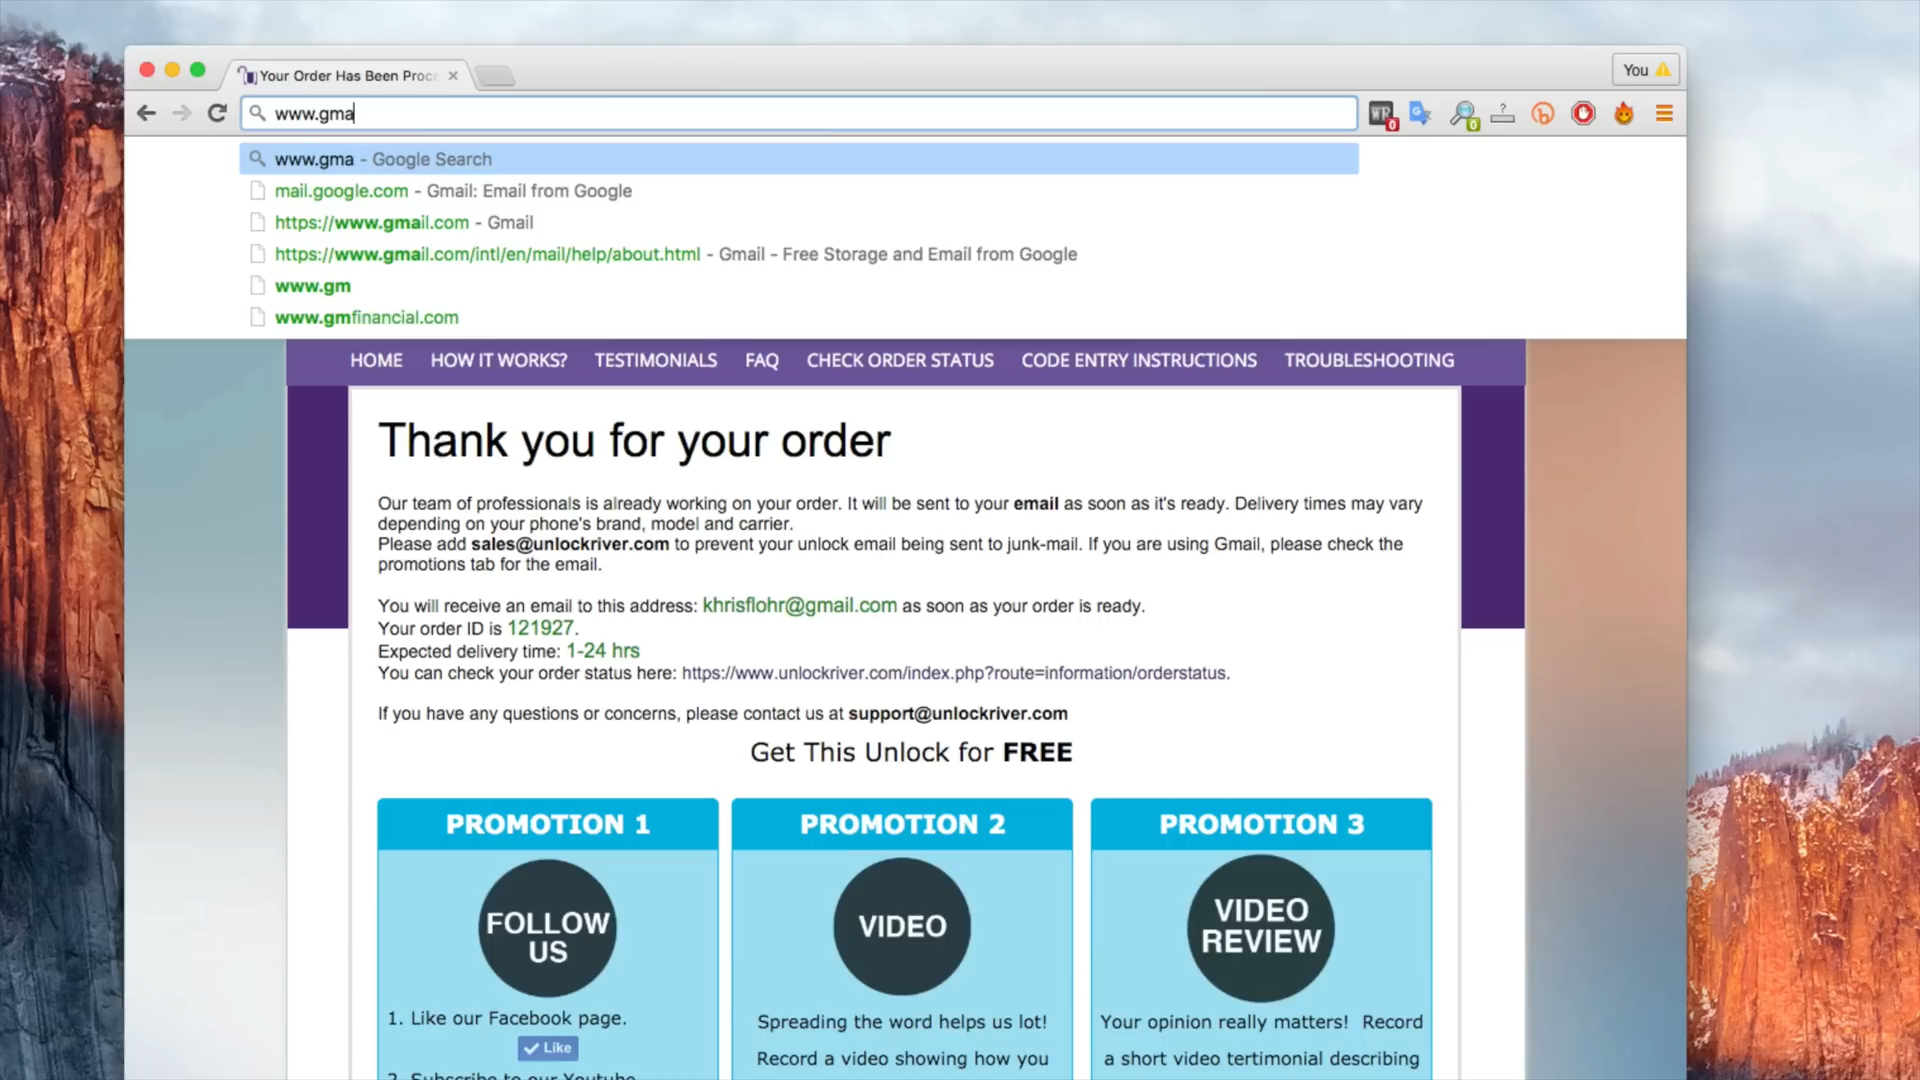 Your Order Has Been Proc
You
www.gma
www.gma - Google Search
mail.google.com - Gmail: Email from Google
https://www.gmail.com - Gmail
https://www.gmail.com/intl/en/mail/help/about.html - Gmail - Free Storage and Email from Google
www.gm
www.gmfinancial.com
HOME HOW IT WORKS? TESTIMONIALS FAQ CHECK ORDER STATUS CODE ENTRY INSTRUCTIONS TROUBLESHOOTING
Thank you for your order
Our team of professionals is already working on your order. It will be sent to your email as soon as it's ready. Delivery times may vary
depending on your phone's brand, model and carrier.
Please add sales@unlockriver.com to prevent your unlock email being sent to junk-mail. If you are using Gmail, please check the
promotions tab for the email.
You will receive an email to this address: khrisflohr@gmail.com as soon as your order is ready.
Your order ID is 121927.
Expected delivery time: 1-24 hrs
You can check your order status here: https://www.unlockriver.com/index.php?route=information/orderstatus.
If you have any questions or concerns, please contact us at support@unlockriver.com
Get This Unlock for FREE
PROMOTION 1
FOLLOW
US
1. Like our Facebook page.
Like
2. Subscribe to our Youtube
PROMOTION 2
VIDEO
Spreading the word helps us lot!
Record a video showing how you
PROMOTION 3
VIDEO
REVIEW
Your opinion really matters! Record
a short video tertimonial describing